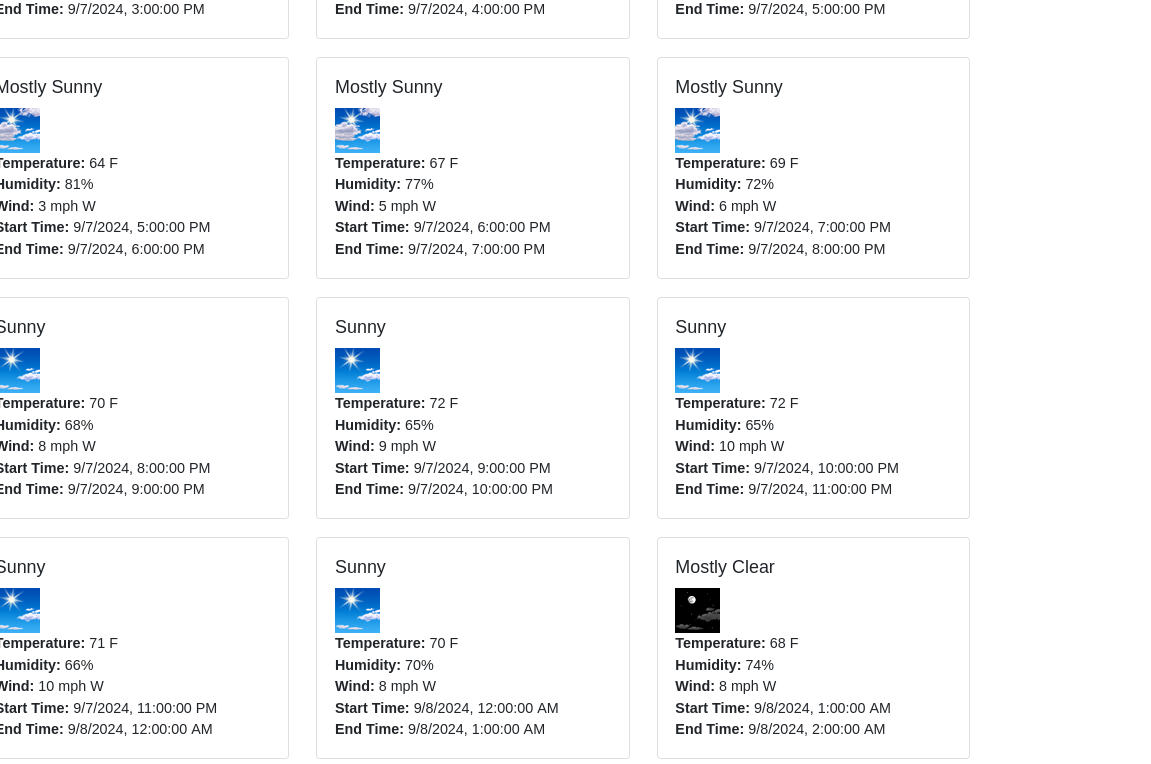 End Time: 9/7/2024, 3:00:00 PM
End Time: 9/7/2024, 4:00:00 PM
End Time: 9/7/2024, 5:00:00 PM
Mostly Sunny
Temperature: 64 F
Humidity: 81%
Wind: 3 mph W
Start Time: 9/7/2024, 5:00:00 PM
End Time: 9/7/2024, 6:00:00 PM
Mostly Sunny
Temperature: 67 F
Humidity: 77%
Wind: 5 mph W
Start Time: 9/7/2024, 6:00:00 PM
End Time: 9/7/2024, 7:00:00 PM
Mostly Sunny
Temperature: 69 F
Humidity: 72%
Wind: 6 mph W
Start Time: 9/7/2024, 7:00:00 PM
End Time: 9/7/2024, 8:00:00 PM
Sunny
Temperature: 70 F
Humidity: 68%
Wind: 8 mph W
Start Time: 9/7/2024, 8:00:00 PM
End Time: 9/7/2024, 9:00:00 PM
Sunny
Temperature: 72 F
Humidity: 65%
Wind: 9 mph W
Start Time: 9/7/2024, 9:00:00 PM
End Time: 9/7/2024, 10:00:00 PM
Sunny
Temperature: 72 F
Humidity: 65%
Wind: 10 mph W
Start Time: 9/7/2024, 10:00:00 PM
End Time: 9/7/2024, 11:00:00 PM
Sunny
Temperature: 71 F
Humidity: 66%
Wind: 10 mph W
Start Time: 9/7/2024, 11:00:00 PM
End Time: 9/8/2024, 12:00:00 AM
Sunny
Temperature: 70 F
Humidity: 70%
Wind: 8 mph W
Start Time: 9/8/2024, 12:00:00 AM
End Time: 9/8/2024, 1:00:00 AM
Mostly Clear
Temperature: 68 F
Humidity: 74%
Wind: 8 mph W
Start Time: 9/8/2024, 1:00:00 AM
End Time: 9/8/2024, 2:00:00 AM